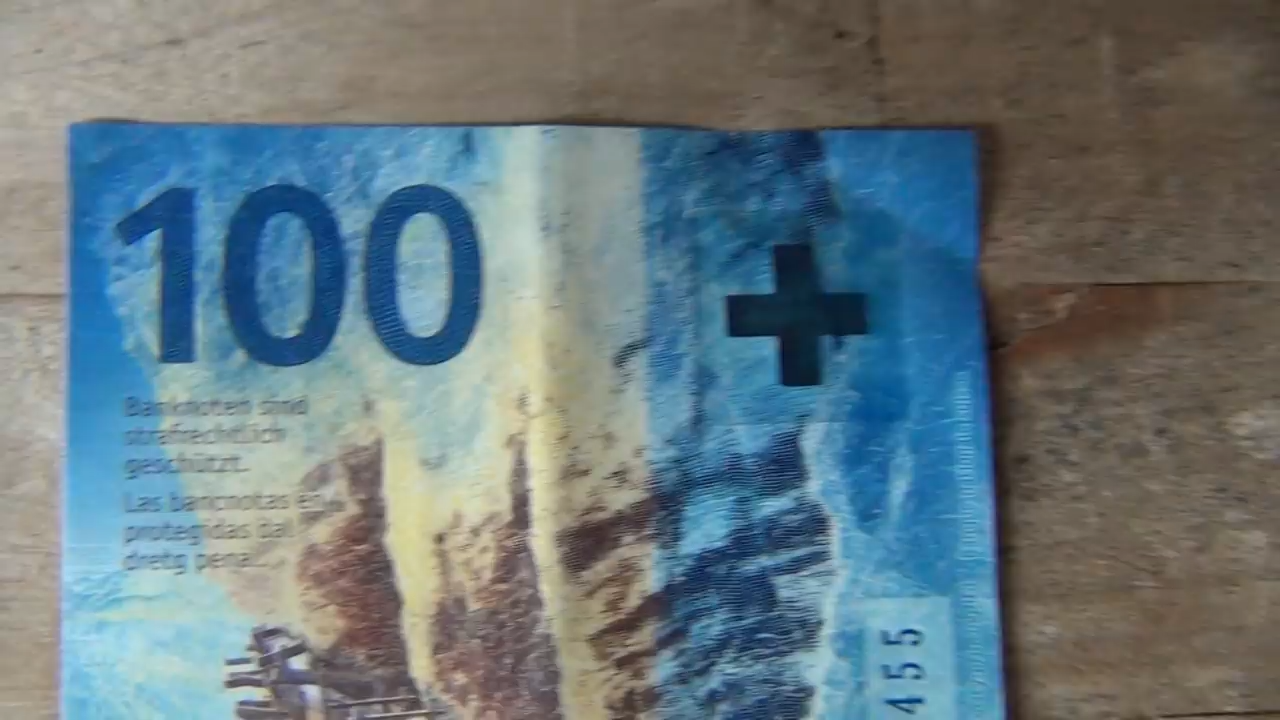 100
Banknoten sind
strafrechtlich
geschützt.
Las bancnotas èn
protegidas dal
dretg penal.
455